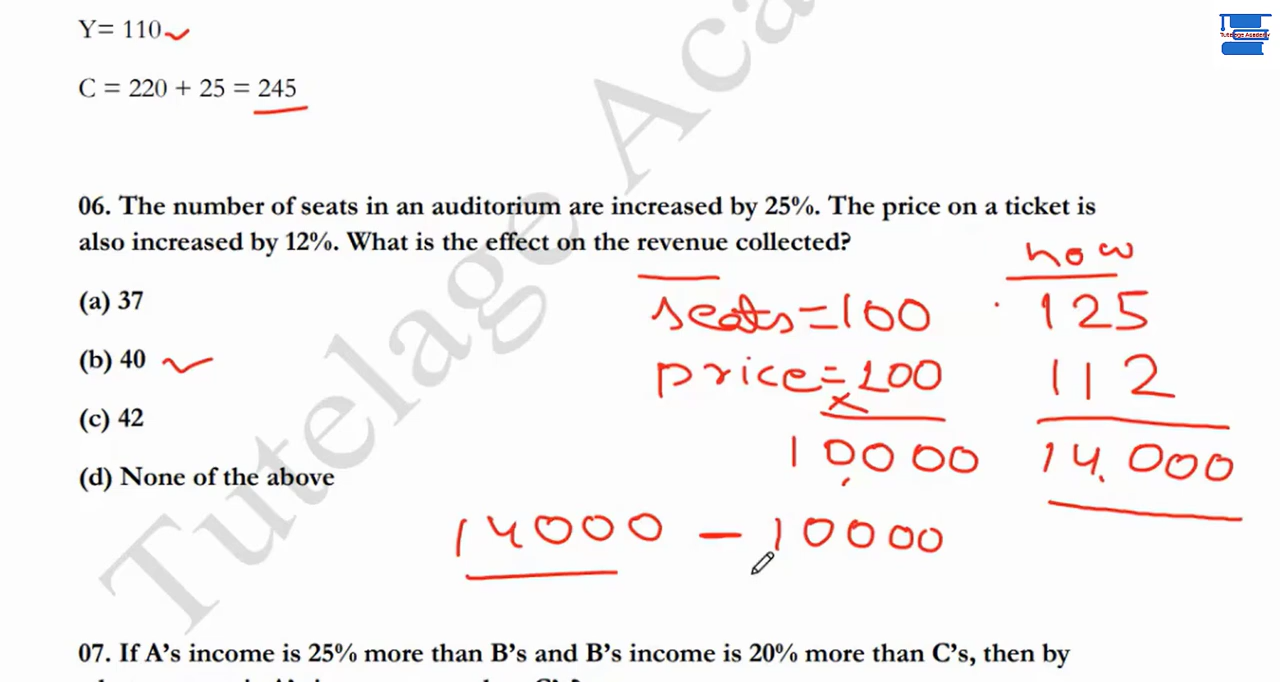 Y= 110
Tutelage Academy
C = 220 + 25 = 245
06. The number of seats in an auditorium are increased by 25%. The price on a ticket is
also increased by 12%. What is the effect on the revenue collected?
now
(a) 37
seats=100 125
(b) 40
price=100 112
×
(c) 42
10000 14,000
(d) None of the above
14000 - 10000
Tutelage Aca
07. If A's income is 25% more than B's and B's income is 20% more than C's, then by